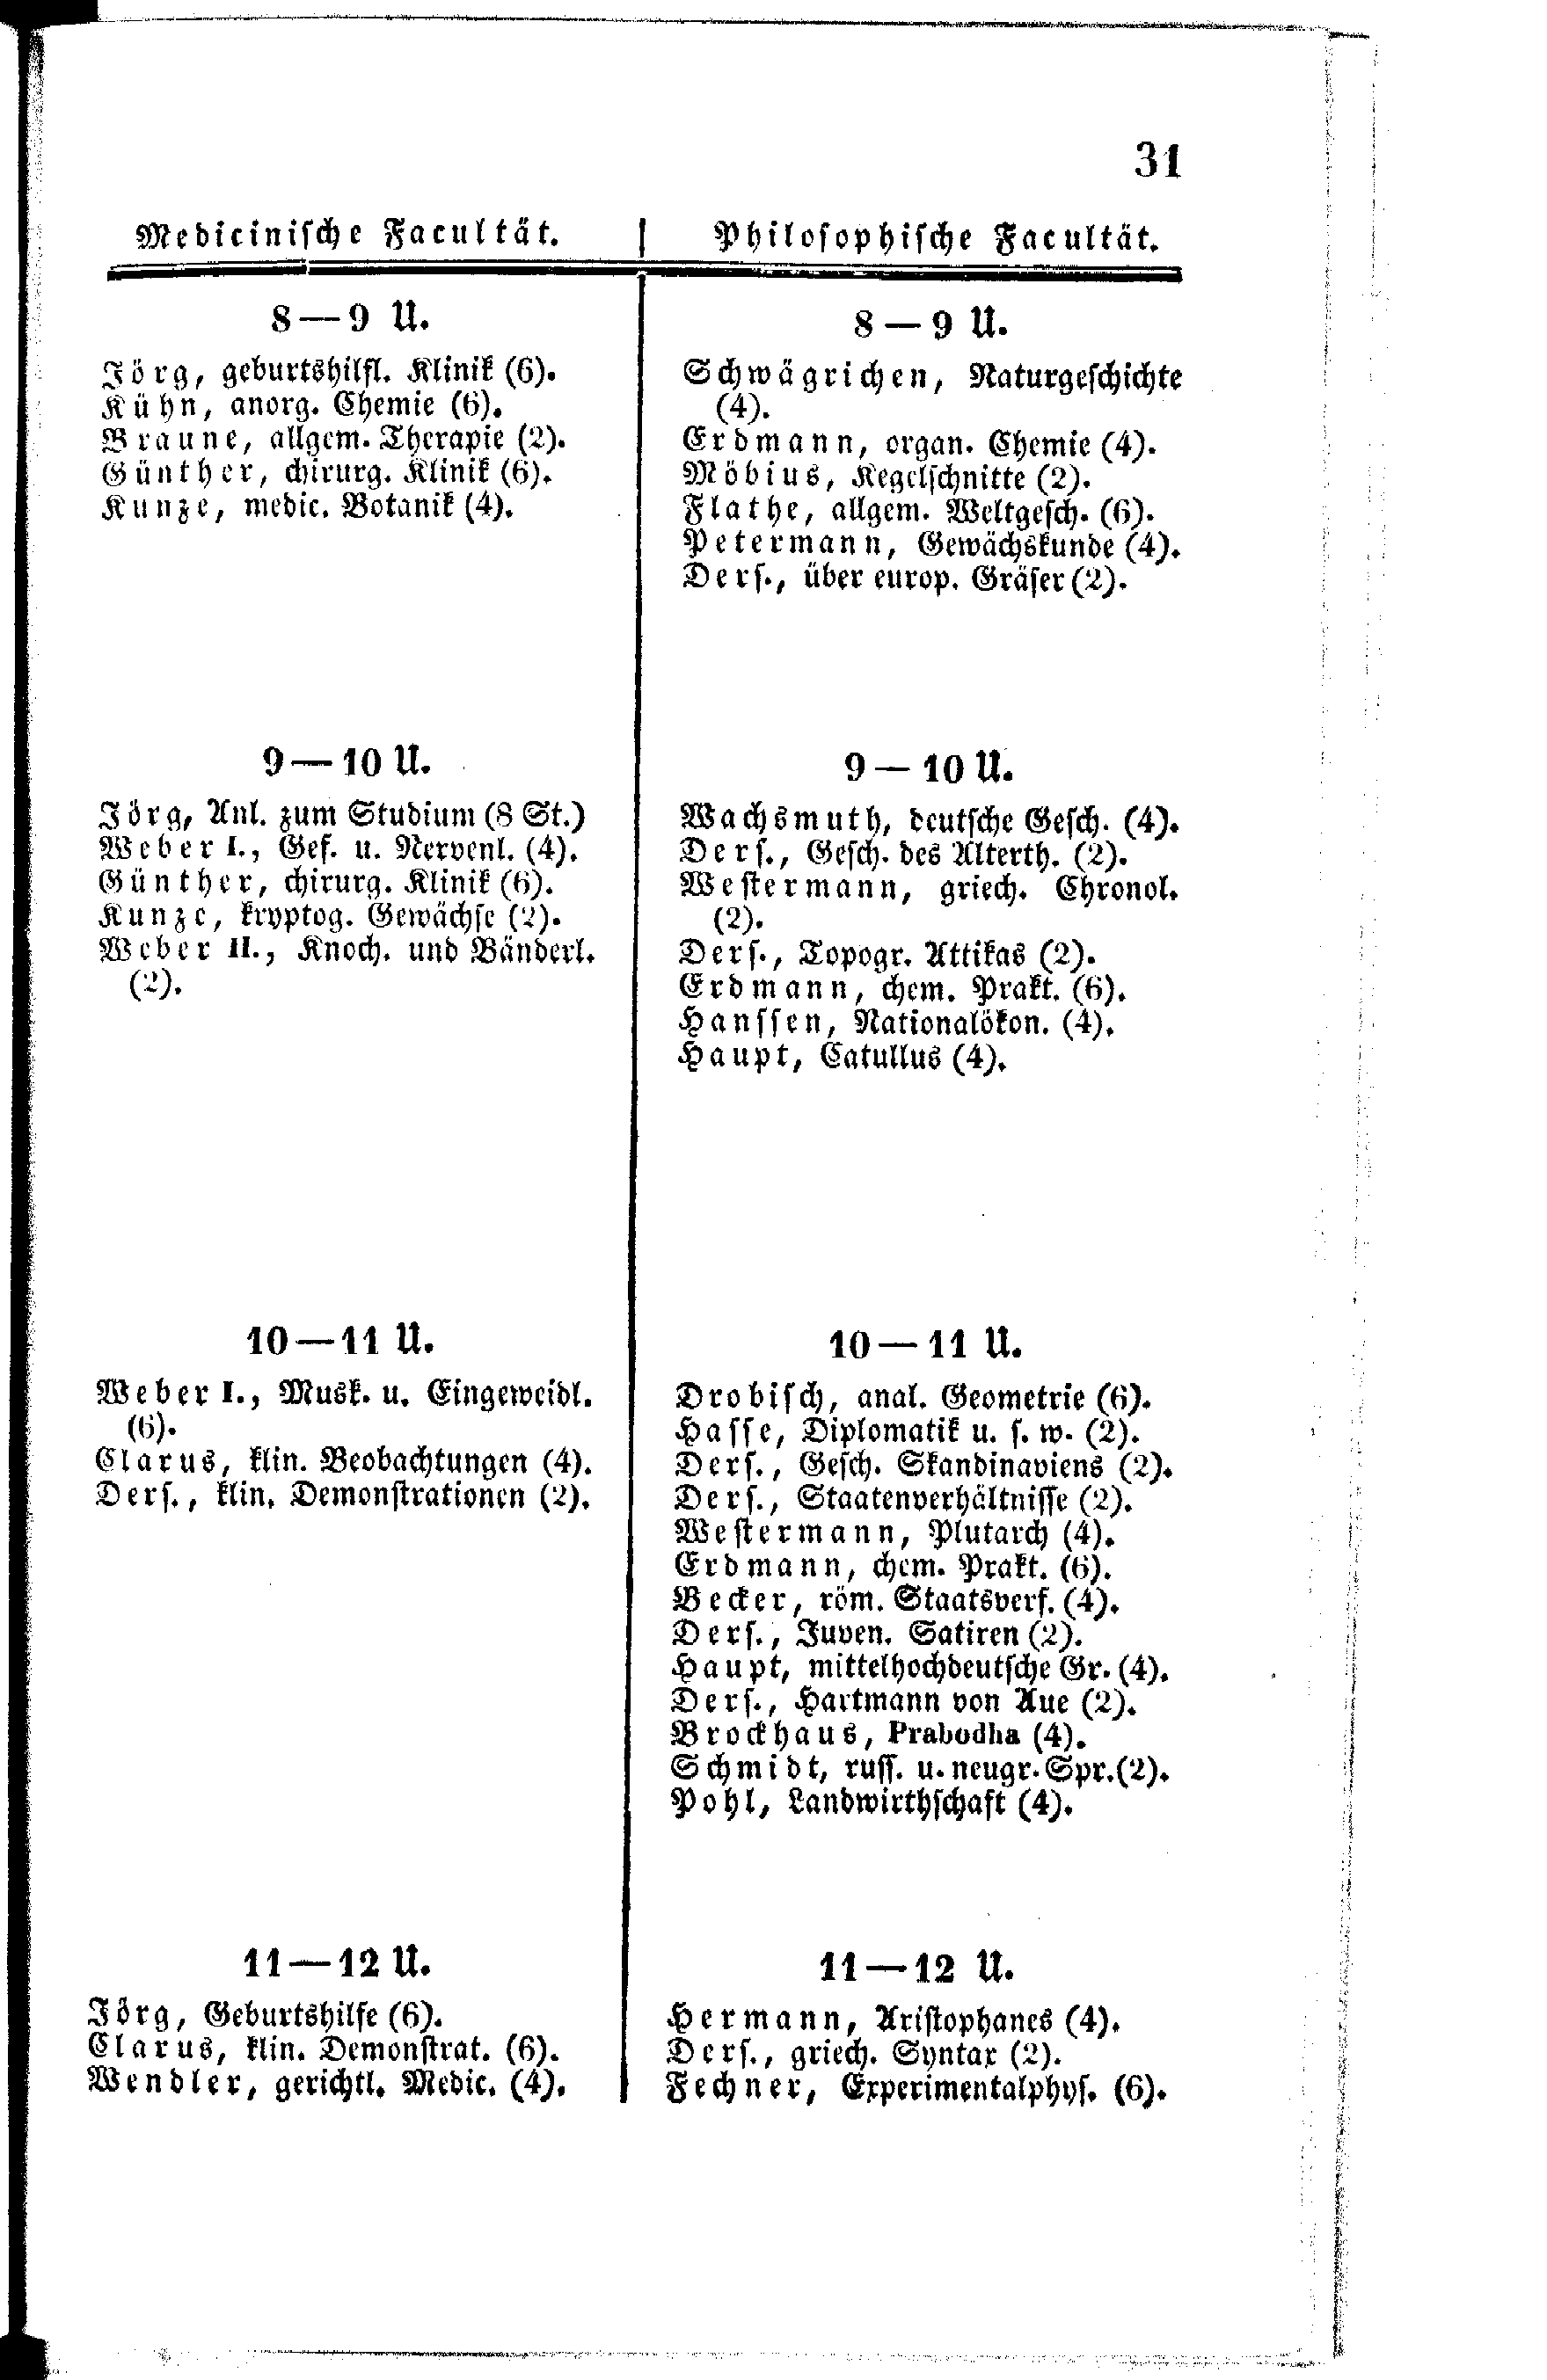 31
Medicinische Facultät.
8—9 U.
Jörg, geburtshilfl. Klinik (6).
Kühn, anorg. Chemie (6).
Braune, allgem. Therapie (2).
Günther, chirurg. Klinik (6).
Kunze, medic. Botanik (4).
9—10 U.
Jörg, Anl. zum Studium (8 St.)
Weber I., Gef. u. Nervenl. (4).
Günther, chirurg. Klinik (6).
Kunze, kryptog. Gewächse (2).
Weber II., Knoch. und Bänderl.
(2).
10—11 U.
Weber I., Musk. u. Eingeweidl.
(6).
Clarus, klin. Beobachtungen (4).
Ders., klin. Demonstrationen (2).
11—12 U.
Jörg, Geburtshilfe (6).
Clarus, klin. Demonstrat. (6).
Wendler, gerichtl. Medic. (4).
Philosophische Facultät.
8—9 U.
Schwägrichen, Naturgeschichte
(4).
Erdmann, organ. Chemie (4).
Möbius, Kegelschnitte (2).
Flathe, allgem. Weltgesch. (6).
Petermann, Gewächskunde (4).
Ders., über europ. Gräser (2).
9—10 U.
Wachsmuth, deutsche Gesch. (4).
Ders., Gesch. des Alterth. (2).
Westermann, griech. Chronol.
(2).
Ders., Topogr. Attikas (2).
Erdmann, chem. Prakt. (6).
Hanssen, Nationalökon. (4).
Haupt, Catullus (4).
10—11 U.
Drobisch, anal. Geometrie (6).
Hasse, Diplomatik u. s. w. (2).
Ders., Gesch. Skandinaviens (2).
Ders., Staatenverhältnisse (2).
Westermann, Plutarch (4).
Erdmann, chem. Prakt. (6).
Becker, röm. Staatsverf. (4).
Ders., Juven. Satiren (2).
Haupt, mittelhochdeutsche Gr. (4).
Ders., Hartmann von Aue (2).
Brockhaus, Prabodha (4).
Schmidt, russ. u. neugr. Spr. (2).
Pohl, Landwirthschaft (4).
11—12 U.
Hermann, Aristophanes (4).
Ders., griech. Syntax (2).
Fechner, Experimentalphys. (6).